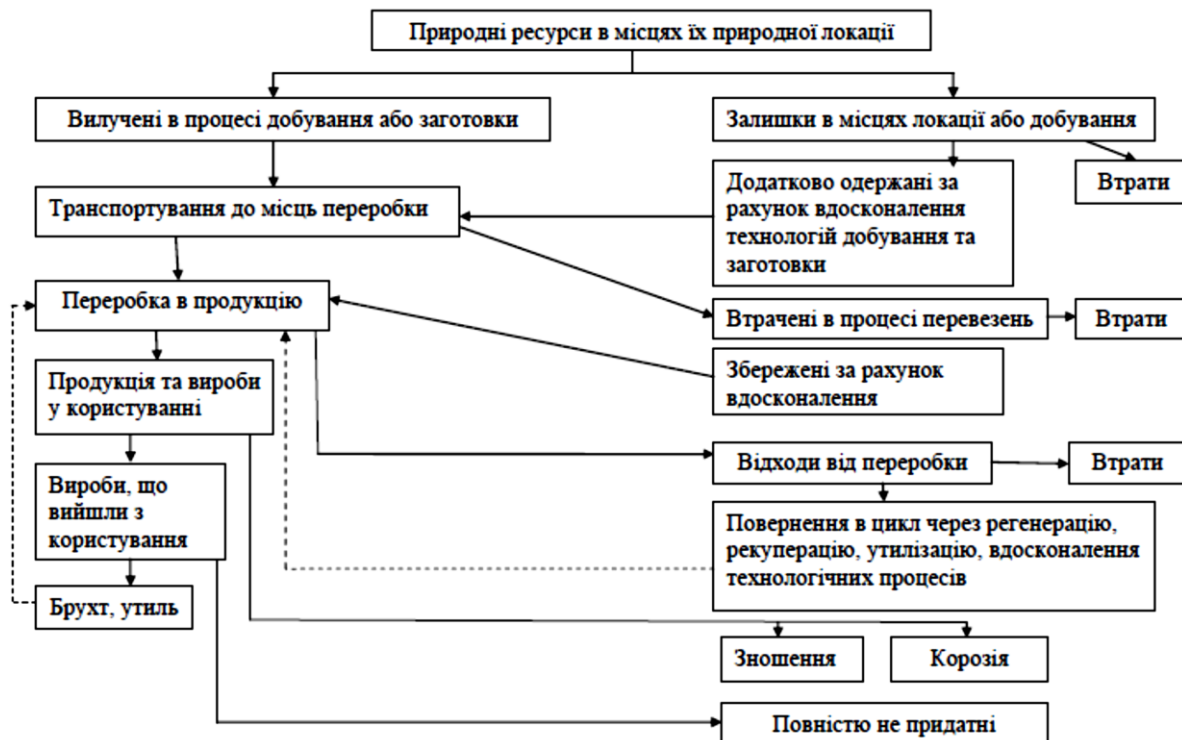 Природні ресурси в місцях їх природної локації
Вилучені в процесі добування або заготовки
Залишки в місцях локації або добування
Додатково одержані за
рахунок вдосконалення
технологій добування та
заготовки
Втрати
Транспортування до місць переробки
Переробка в продукцію
Втрачені в процесі перевезень
Втрати
Збережені за рахунок
вдосконалення
Продукція та вироби
у користуванні
Відходи від переробки
Втрати
Вироби, що
вийшли з
користування
Повернення в цикл через регенерацію,
рекуперацію, утилізацію, вдосконалення
технологічних процесів
Брухт, утиль
Зношення
Корозія
Повністю не придатні